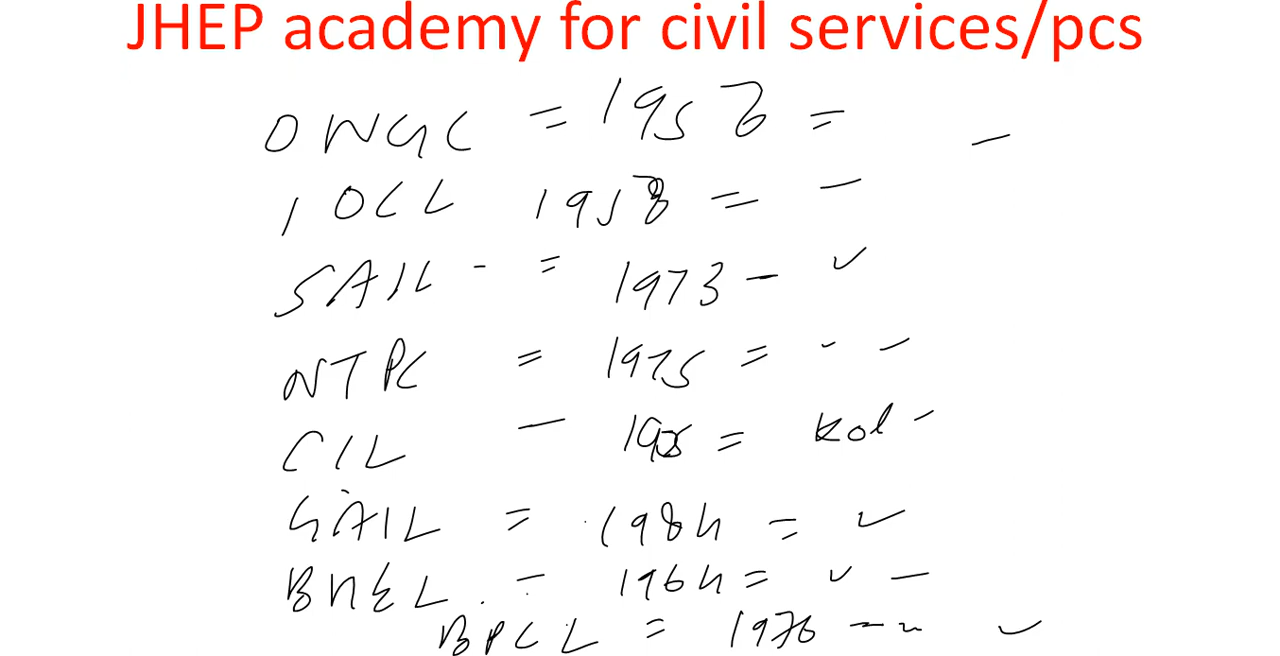 JHEP academy for civil services/pcs
ONGC = 1956 = -
IOCL 1958 = -
SAIL - = 1973 - ✓
NTPC = 1975 = - -
CIL - = Kol -
GAIL = 1984 = ✓
BHEL - 1964 = ✓ -
BPCL = 1976 - - ✓